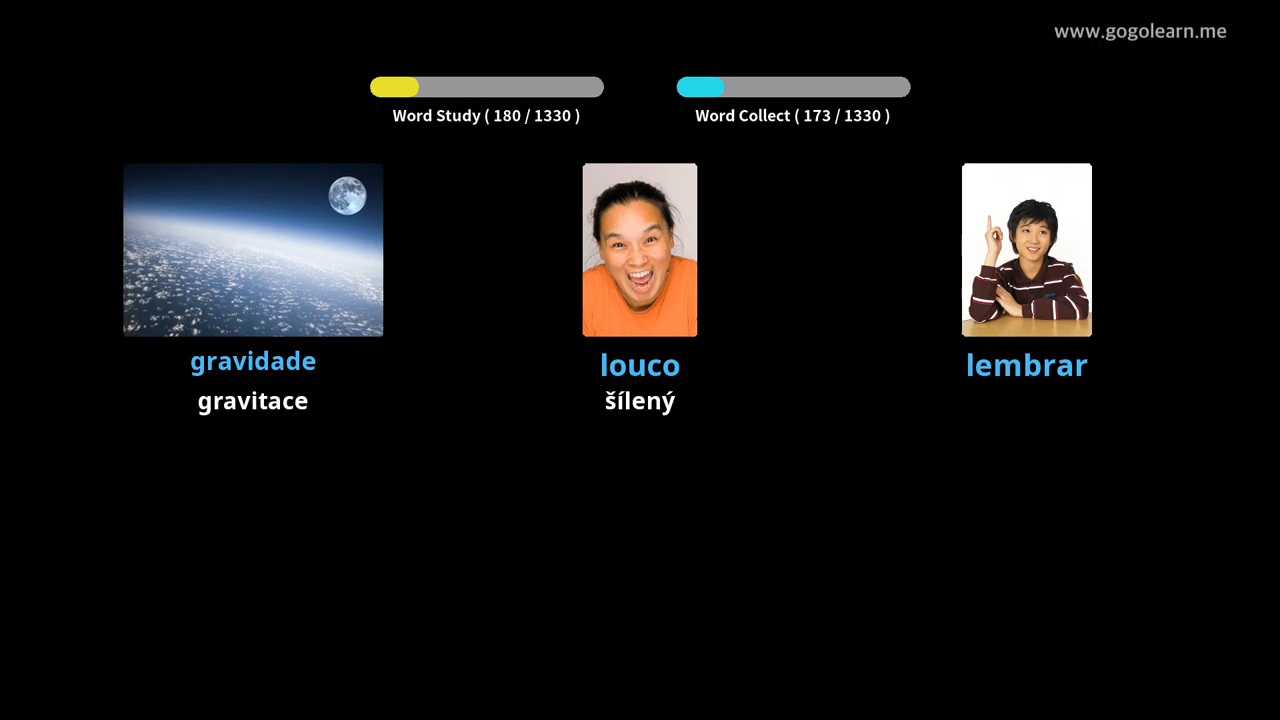 www.gogolearn.me
Word Study ( 180 / 1330 )
Word Collect ( 173 / 1330 )
gravidade
louco
lembrar
gravitace
šílený